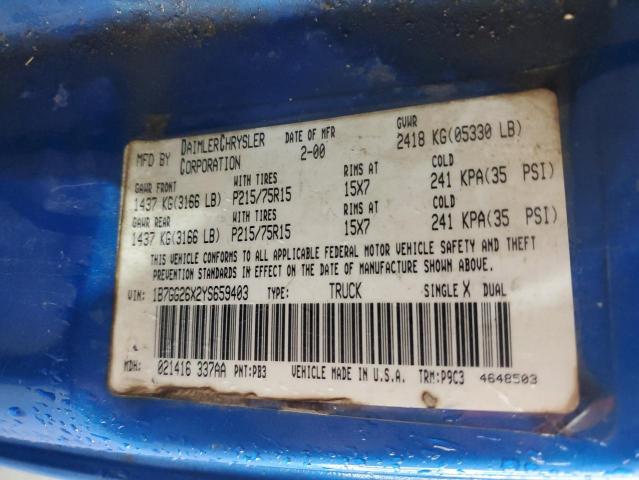 MFD BY DAIMLERCHRYSLER CORPORATION DATE OF MFR 2-00 GVWR 2418 KG(05330 LB)
GAWR FRONT WITH TIRES RIMS AT COLD
1437 KG(3166 LB) P215/75R15 15X7 241 KPA(35 PSI)
GAWR REAR WITH TIRES RIMS AT COLD
1437 KG(3166 LB) P215/75R15 15X7 241 KPA(35 PSI)
THIS VEHICLE CONFORMS TO ALL APPLICABLE FEDERAL MOTOR VEHICLE SAFETY AND THEFT
PREVENTION STANDARDS IN EFFECT ON THE DATE OF MANUFACTURE SHOWN ABOVE.
VIN: 1B7GG26X2YS659403 TYPE: TRUCK SINGLE X DUAL
MDH: 021416 337AA PNT:PB3 VEHICLE MADE IN U.S.A. TRM:P9C3 4648503